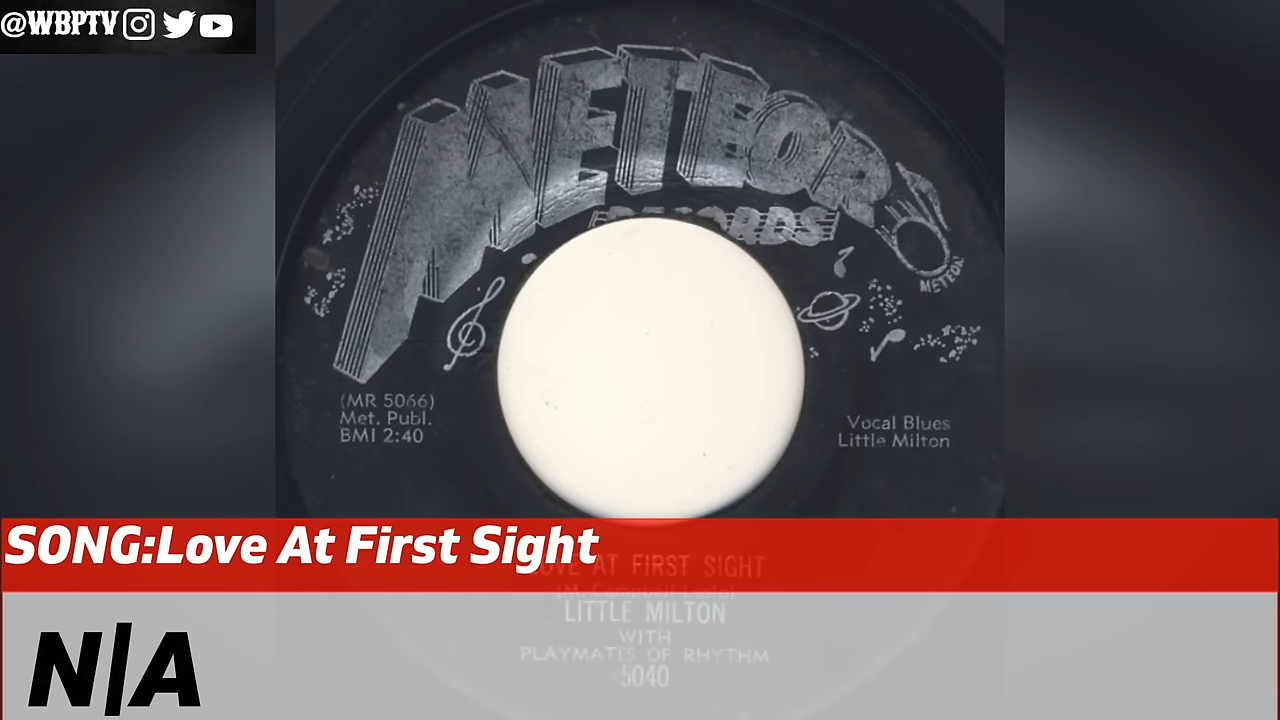 @WBPTV
METEOR
RECORDS
METEOR
(MR 5066)
Met. Publ.
BMI 2:40
Vocal Blues
Little Milton
SONG:Love At First Sight
LOVE AT FIRST SIGHT
(M. Campbell-
LITTLE MILTON
WITH
PLAYMATES OF RHYTHM
5040
N|A